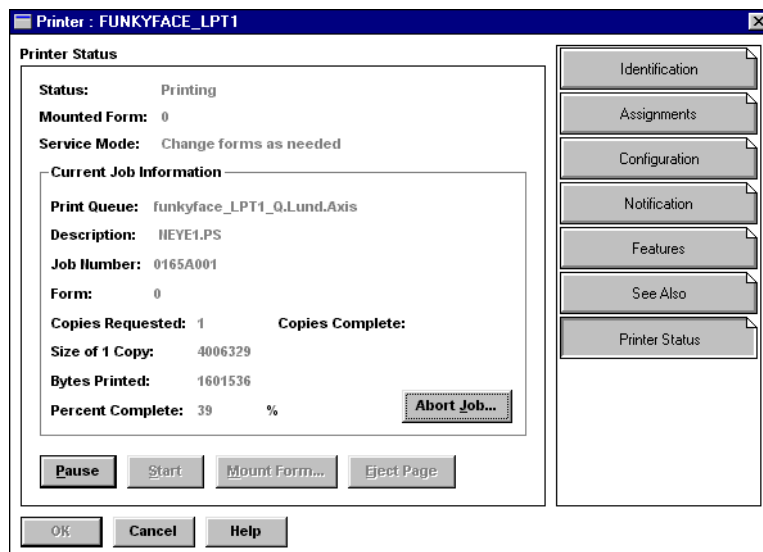 Printer : FUNKYFACE_LPT1
Printer Status
Status: Printing
Mounted Form: 0
Service Mode: Change forms as needed
Current Job Information
Print Queue: funkyface_LPT1_Q.Lund.Axis
Description: NEYE1.PS
Job Number: 0165A001
Form: 0
Copies Requested: 1 Copies Complete:
Size of 1 Copy: 4006329
Bytes Printed: 1601536
Percent Complete: 39 %
Abort Job...
Pause Start Mount Form... Eject Page
OK Cancel Help
Identification
Assignments
Configuration
Notification
Features
See Also
Printer Status